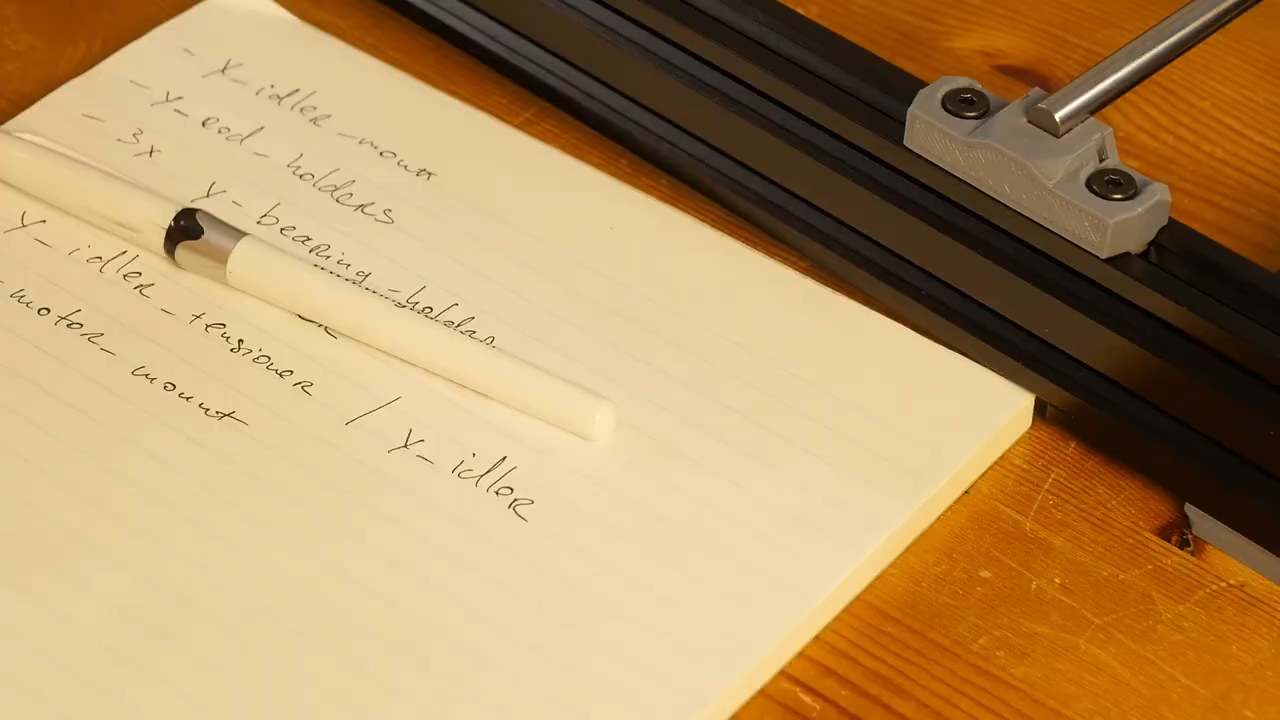 - X-idler-mount
- Y-rod-holders
- 3x Y-bearing-holder
Y-idler-tensioner / Y-idler
-motor-mount